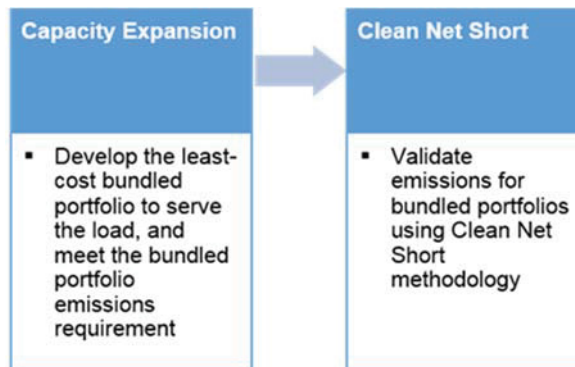 Capacity Expansion
▪ Develop the least-
cost bundled
portfolio to serve
the load, and
meet the bundled
portfolio
emissions
requirement
Clean Net Short
▪ Validate
emissions for
bundled portfolios
using Clean Net
Short
methodology